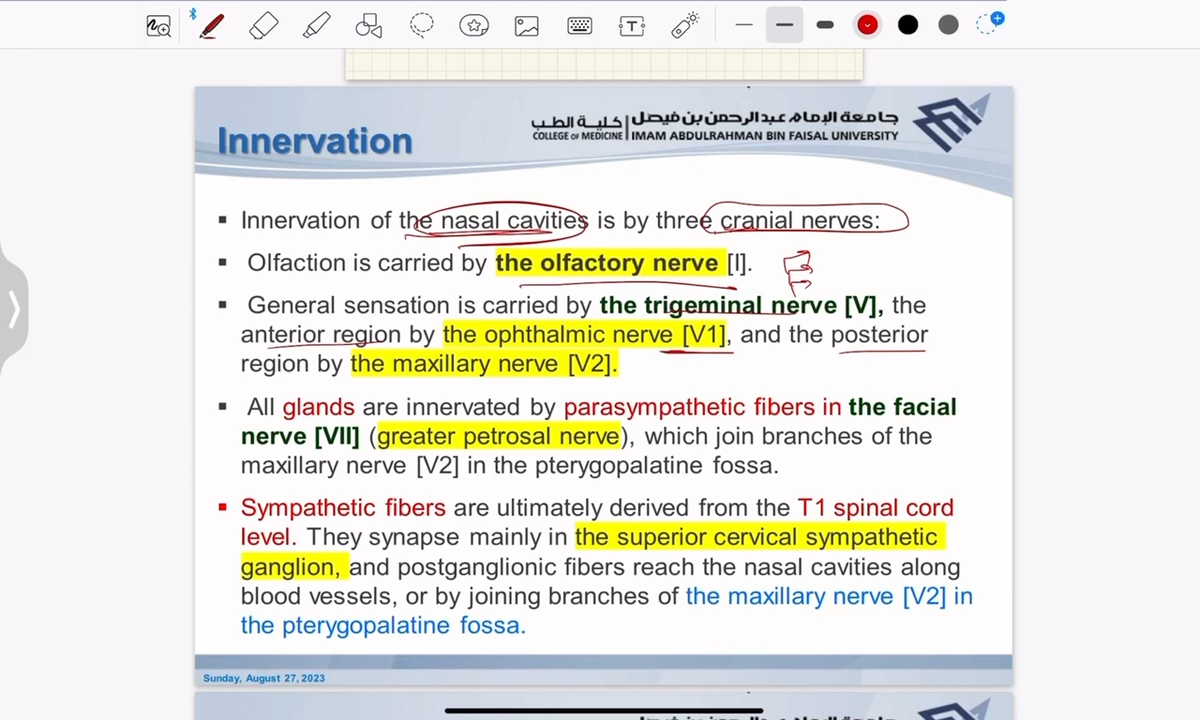 Innervation
كلية الطب | جامعة الإمام عبدالرحمن بن فيصل
COLLEGE OF MEDICINE | IMAM ABDULRAHMAN BIN FAISAL UNIVERSITY
▪ Innervation of the nasal cavities is by three cranial nerves:
▪ Olfaction is carried by the olfactory nerve [I].
▪ General sensation is carried by the trigeminal nerve [V], the
anterior region by the ophthalmic nerve [V1], and the posterior
region by the maxillary nerve [V2].
▪ All glands are innervated by parasympathetic fibers in the facial
nerve [VII] (greater petrosal nerve), which join branches of the
maxillary nerve [V2] in the pterygopalatine fossa.
▪ Sympathetic fibers are ultimately derived from the T1 spinal cord
level. They synapse mainly in the superior cervical sympathetic
ganglion, and postganglionic fibers reach the nasal cavities along
blood vessels, or by joining branches of the maxillary nerve [V2] in
the pterygopalatine fossa.
Sunday, August 27, 2023